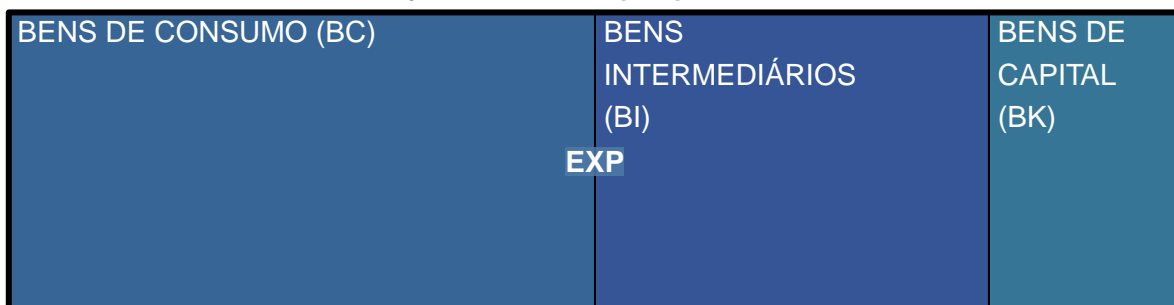 BENS DE CONSUMO (BC)
BENS
INTERMEDIÁRIOS
(BI)
BENS DE
CAPITAL
(BK)
EXP